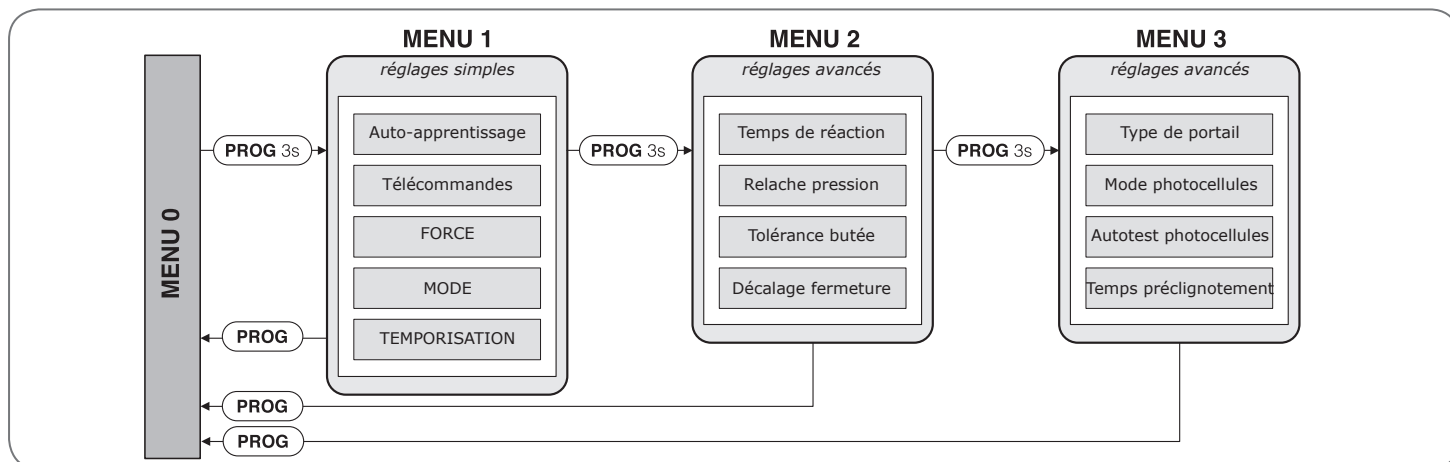 MENU 0
PROG 3s
MENU 1
réglages simples
Auto-apprentissage
Télécommandes
FORCE
MODE
TEMPORISATION
PROG 3s
MENU 2
réglages avancés
Temps de réaction
Relache pression
Tolérance butée
Décalage fermeture
PROG 3s
MENU 3
réglages avancés
Type de portail
Mode photocellules
Autotest photocellules
Temps préclignotement
PROG
PROG
PROG